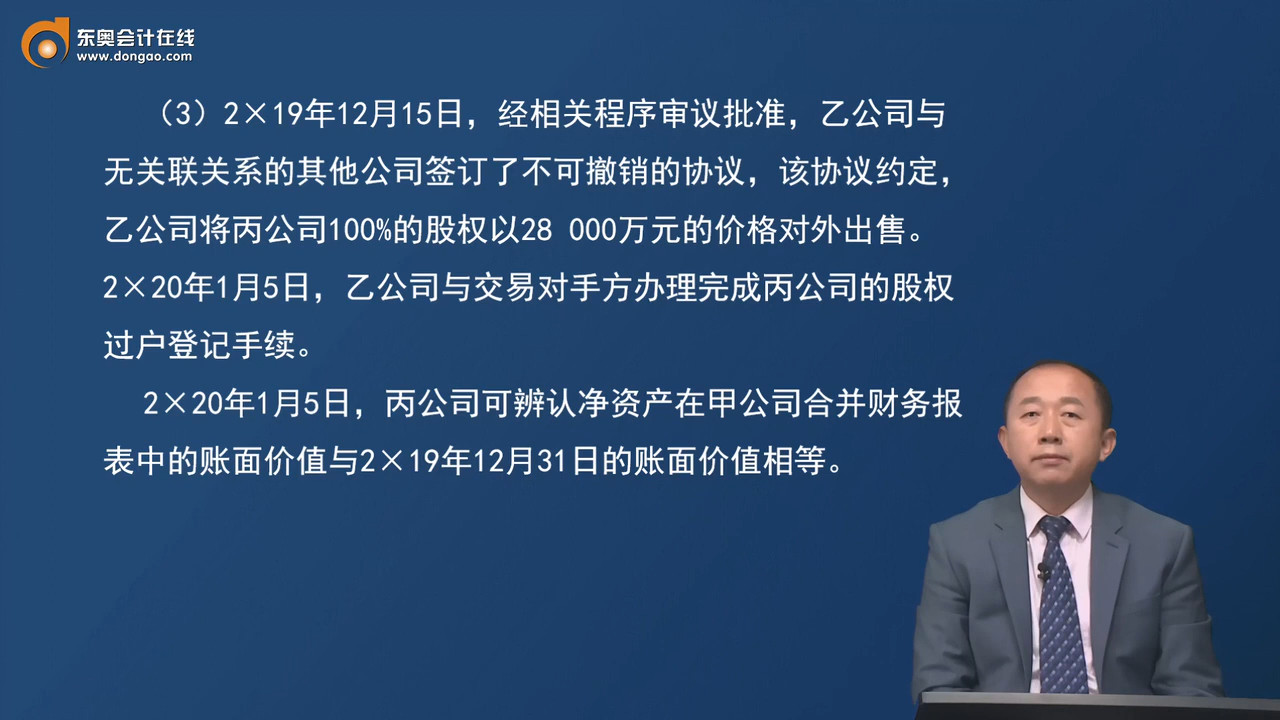 东奥会计在线
www.dongao.com
（3）2×19年12月15日，经相关程序审议批准，乙公司与
无关联关系的其他公司签订了不可撤销的协议，该协议约定，
乙公司将丙公司100%的股权以28 000万元的价格对外出售。
2×20年1月5日，乙公司与交易对手方办理完成丙公司的股权
过户登记手续。
2×20年1月5日，丙公司可辨认净资产在甲公司合并财务报
表中的账面价值与2×19年12月31日的账面价值相等。